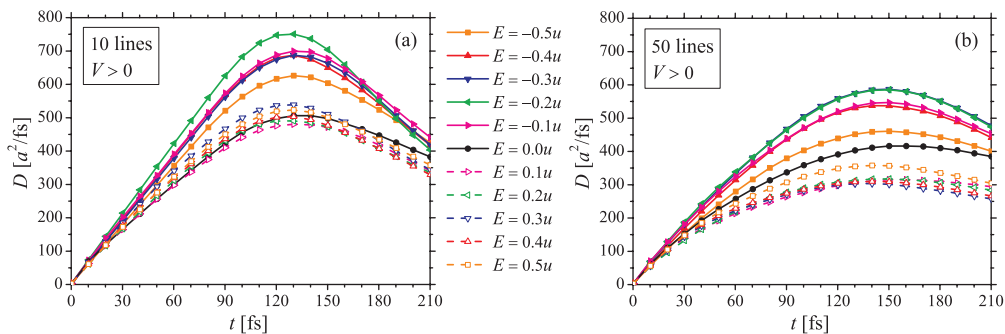 10 lines
V > 0
(a)
D [a²/fs]
800
700
600
500
400
300
200
100
0
0 30 60 90 120 150 180 210
t [fs]
E = −0.5u
E = −0.4u
E = −0.3u
E = −0.2u
E = −0.1u
E = 0.0u
E = 0.1u
E = 0.2u
E = 0.3u
E = 0.4u
E = 0.5u
50 lines
V > 0
(b)
D [a²/fs]
800
700
600
500
400
300
200
100
0
0 30 60 90 120 150 180 210
t [fs]